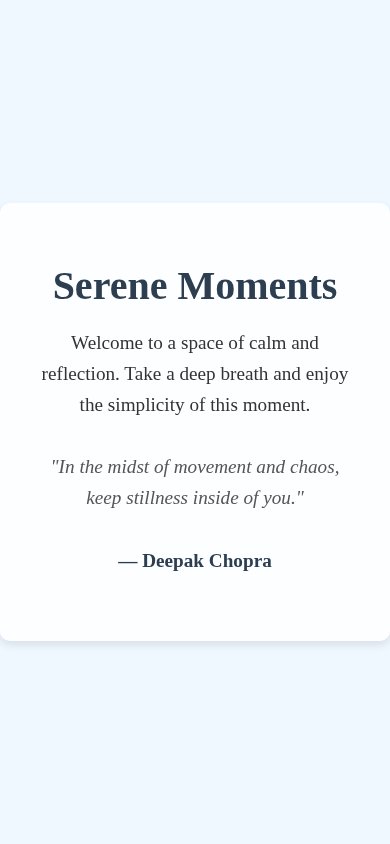 Serene Moments
Welcome to a space of calm and
reflection. Take a deep breath and enjoy
the simplicity of this moment.
"In the midst of movement and chaos,
keep stillness inside of you."
— Deepak Chopra